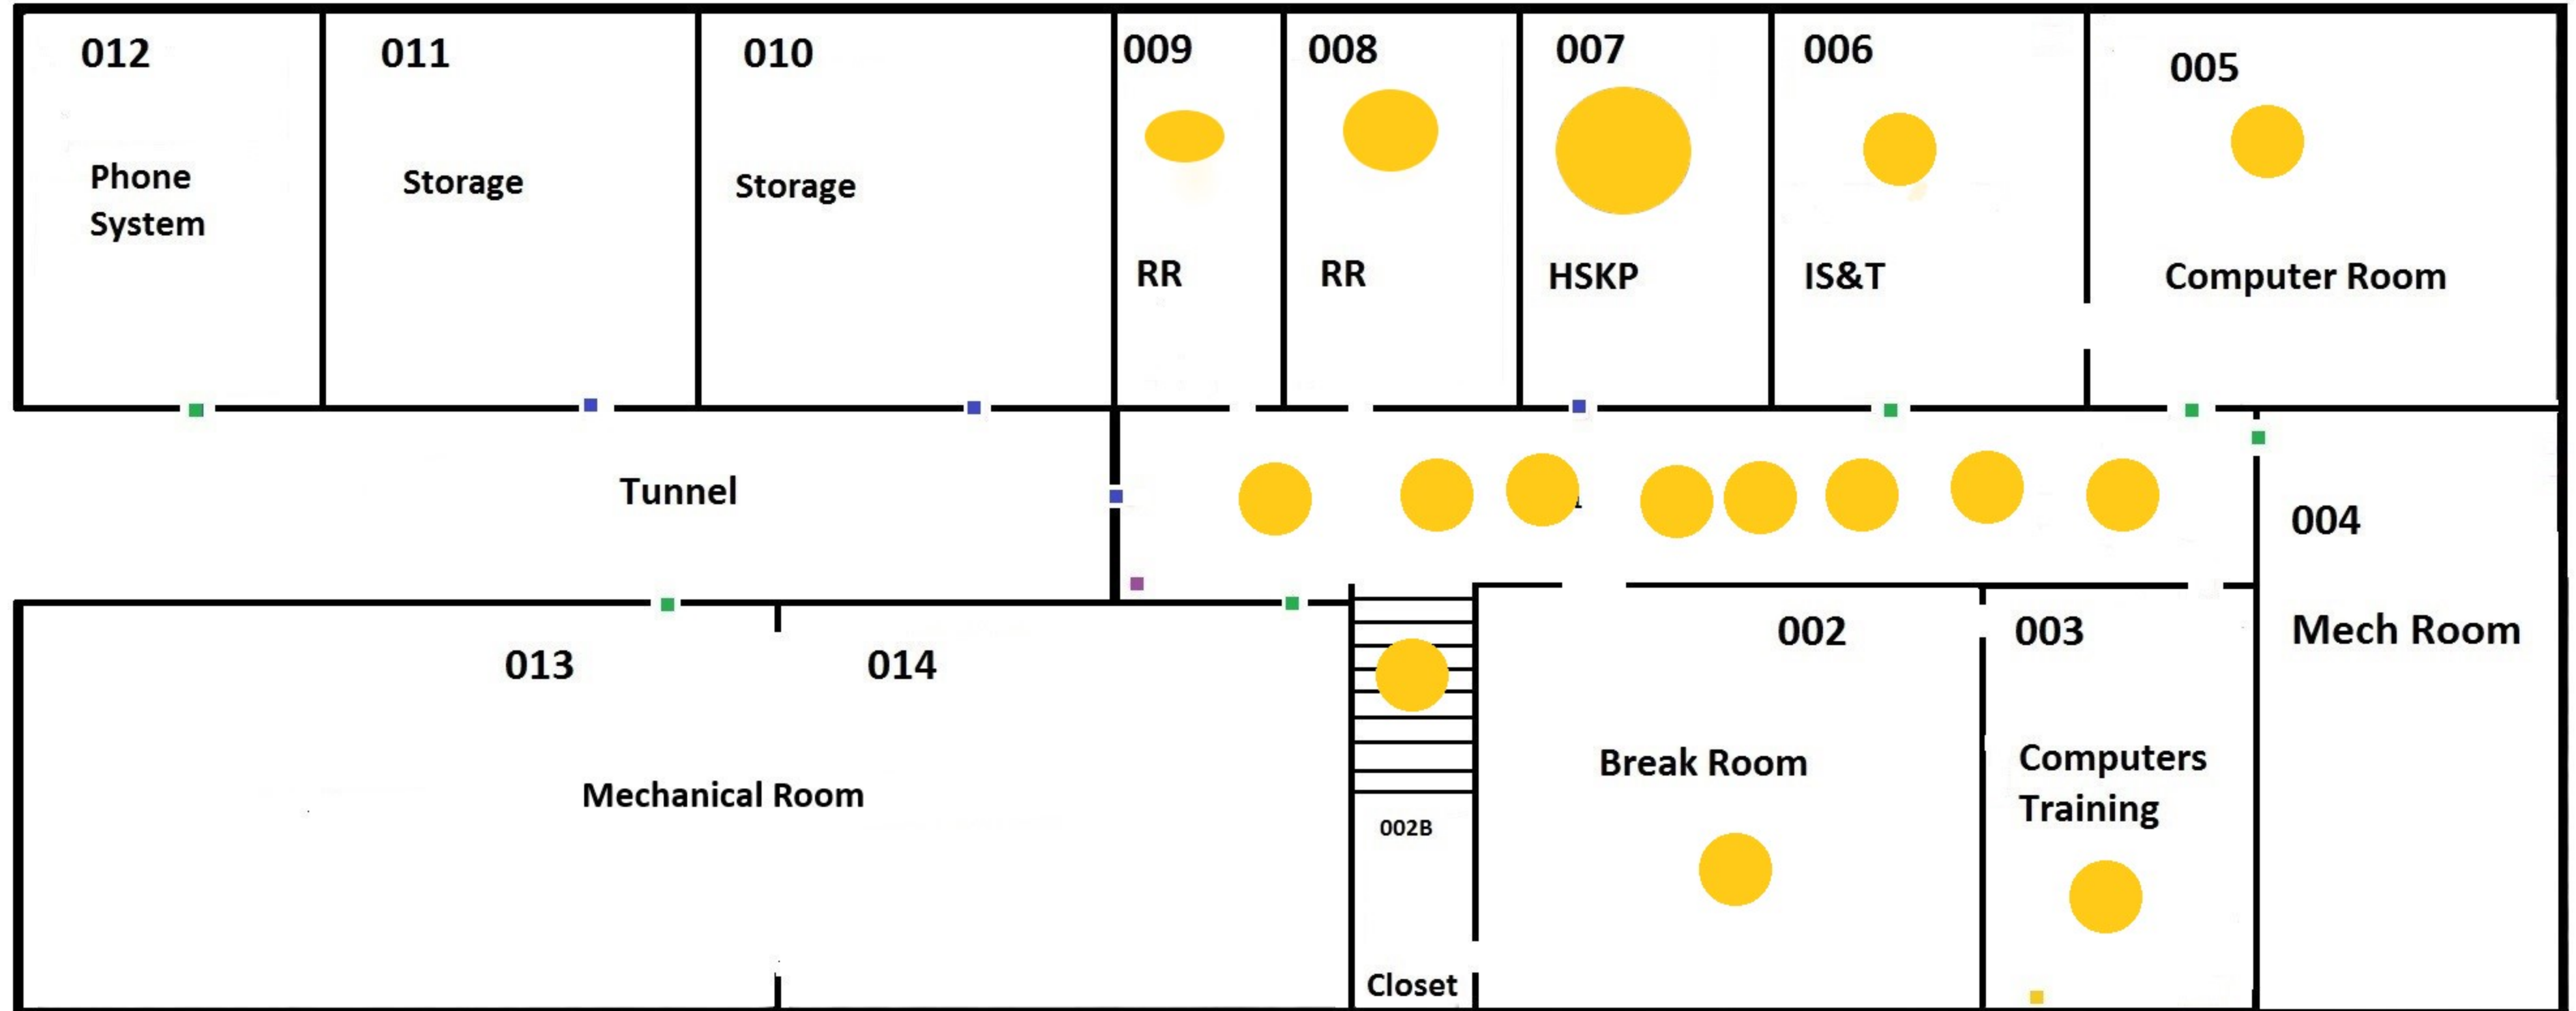 012
011
010
009
008
007
006
005
Phone
System
Storage
Storage
RR
RR
HSKP
IS&T
Computer Room
Tunnel
004
Mech Room
013
014
002
003
Mechanical Room
Break Room
Computers
Training
002B
Closet